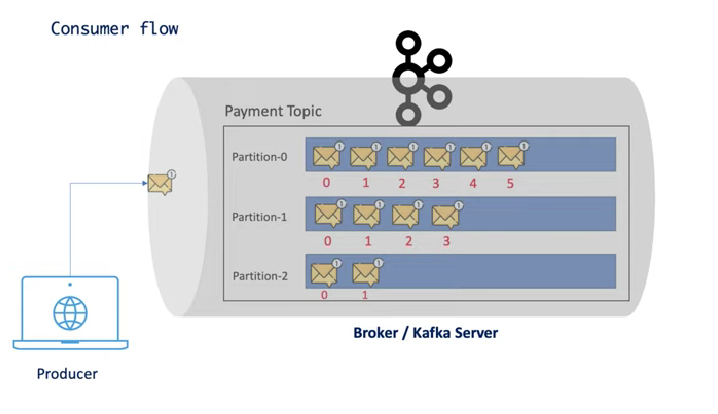 Consumer flow
Payment Topic
Partition-0
0 1 2 3 4 5
Partition-1
0 1 2 3
Partition-2
0 1
Broker / Kafka Server
Producer